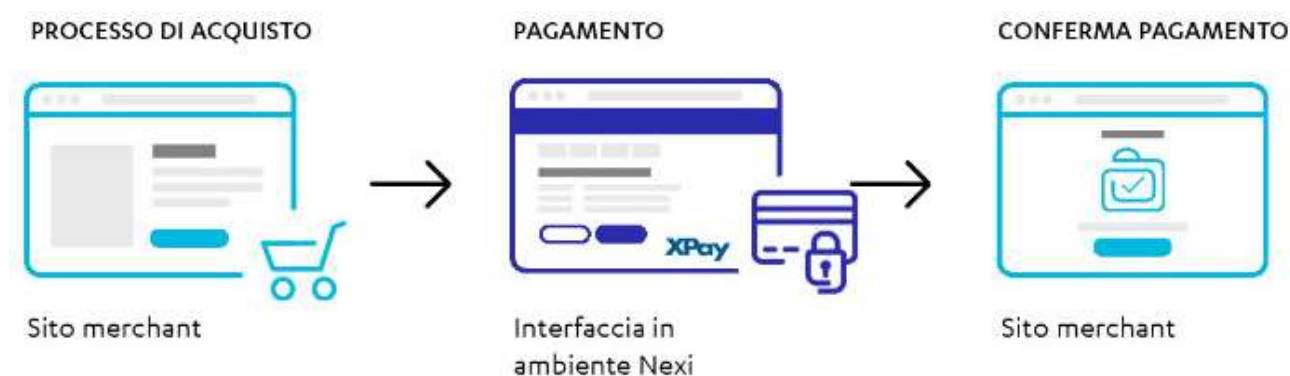 PROCESSO DI ACQUISTO
PAGAMENTO
CONFERMA PAGAMENTO
XPay
Sito merchant
Interfaccia in
ambiente Nexi
Sito merchant